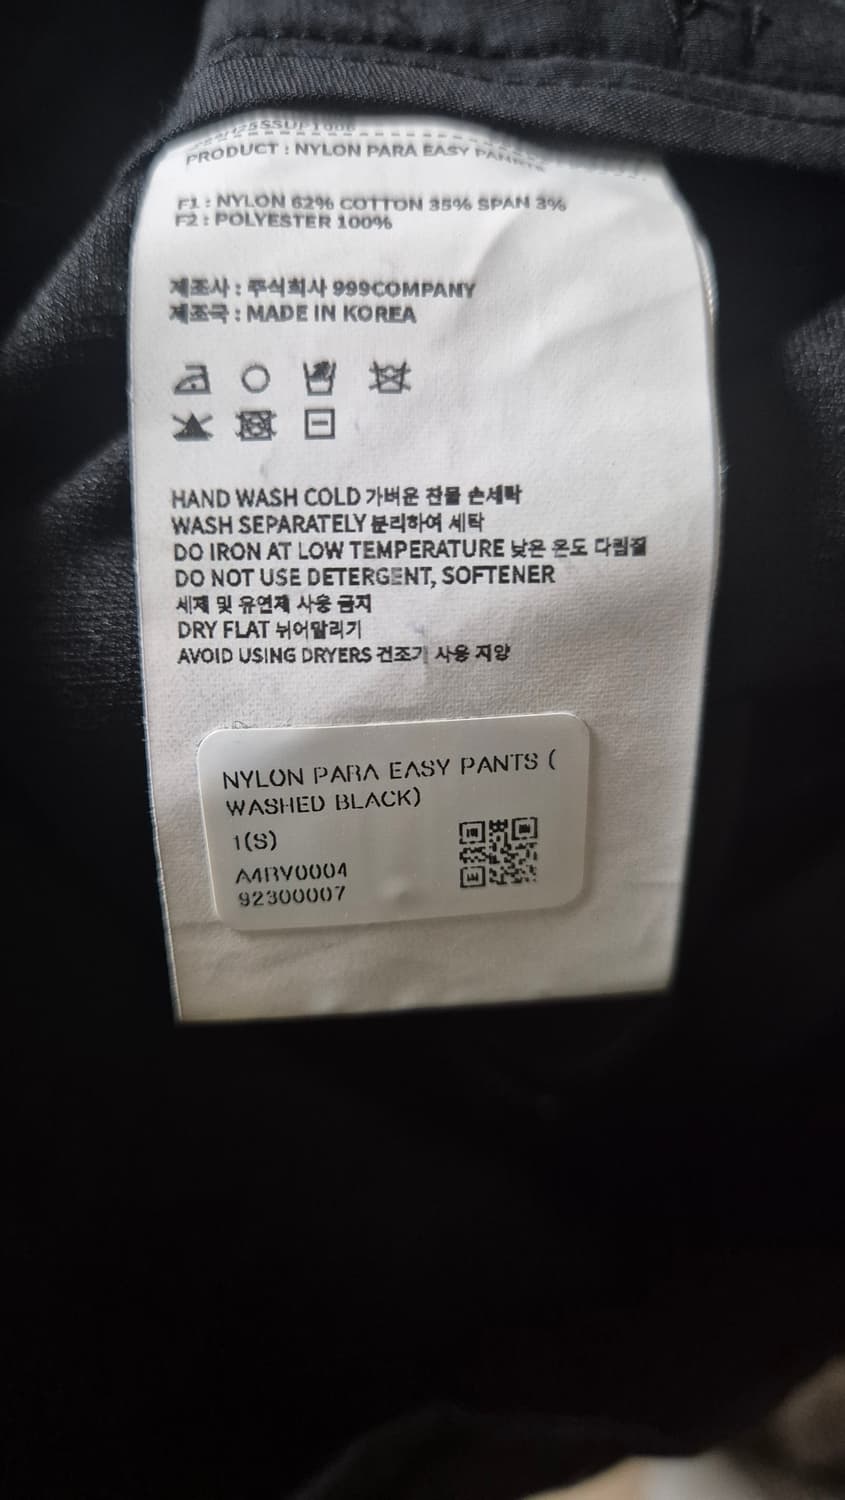 PRODUCT : NYLON PARA EASY PANTS
F1 : NYLON 62% COTTON 35% SPAN 3%
F2 : POLYESTER 100%
제조사 : 주식회사 999COMPANY
제조국 : MADE IN KOREA
HAND WASH COLD 가벼운 찬물 손세탁
WASH SEPARATELY 분리하여 세탁
DO IRON AT LOW TEMPERATURE 낮은 온도 다림질
DO NOT USE DETERGENT, SOFTENER
세제 및 유연제 사용 금지
DRY FLAT 뉘어말리기
AVOID USING DRYERS 건조기 사용 지양
NYLON PARA EASY PANTS (
WASHED BLACK)
1(S)
A4BV0004
92300007